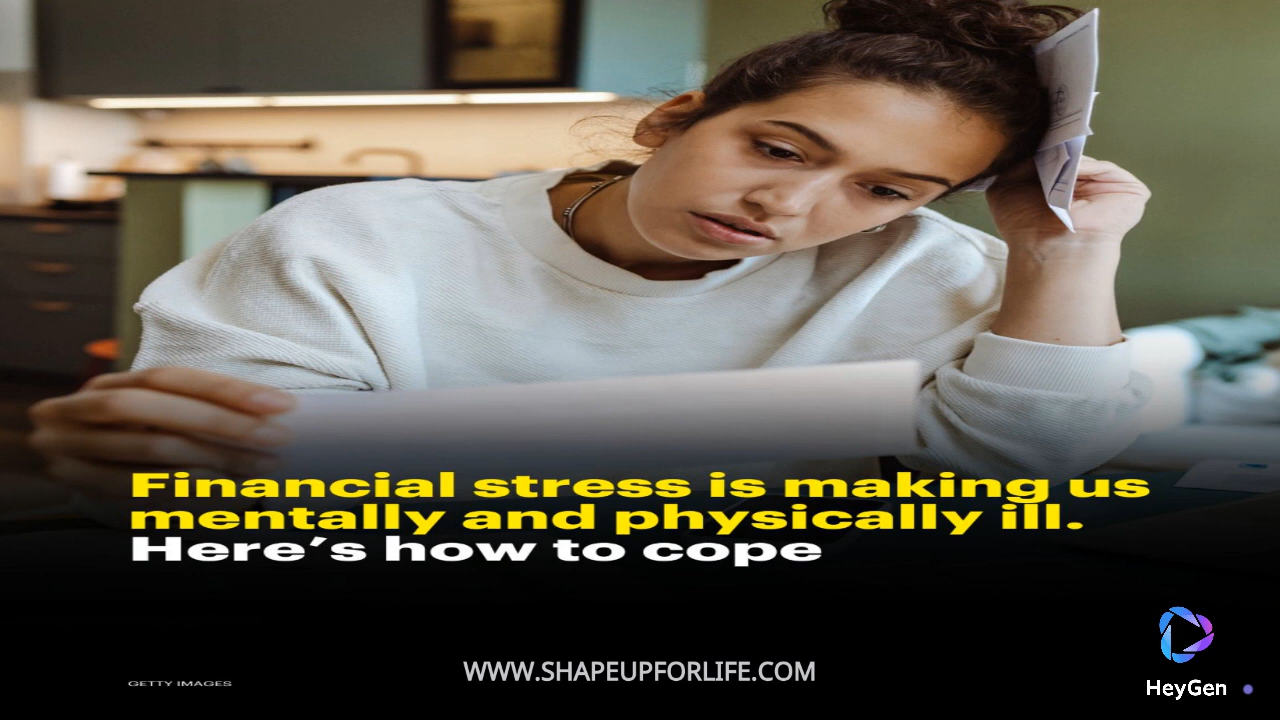 Financial stress is making us
mentally and physically ill.
Here's how to cope
WWW.SHAPEUPFORLIFE.COM
GETTY IMAGES
HeyGen